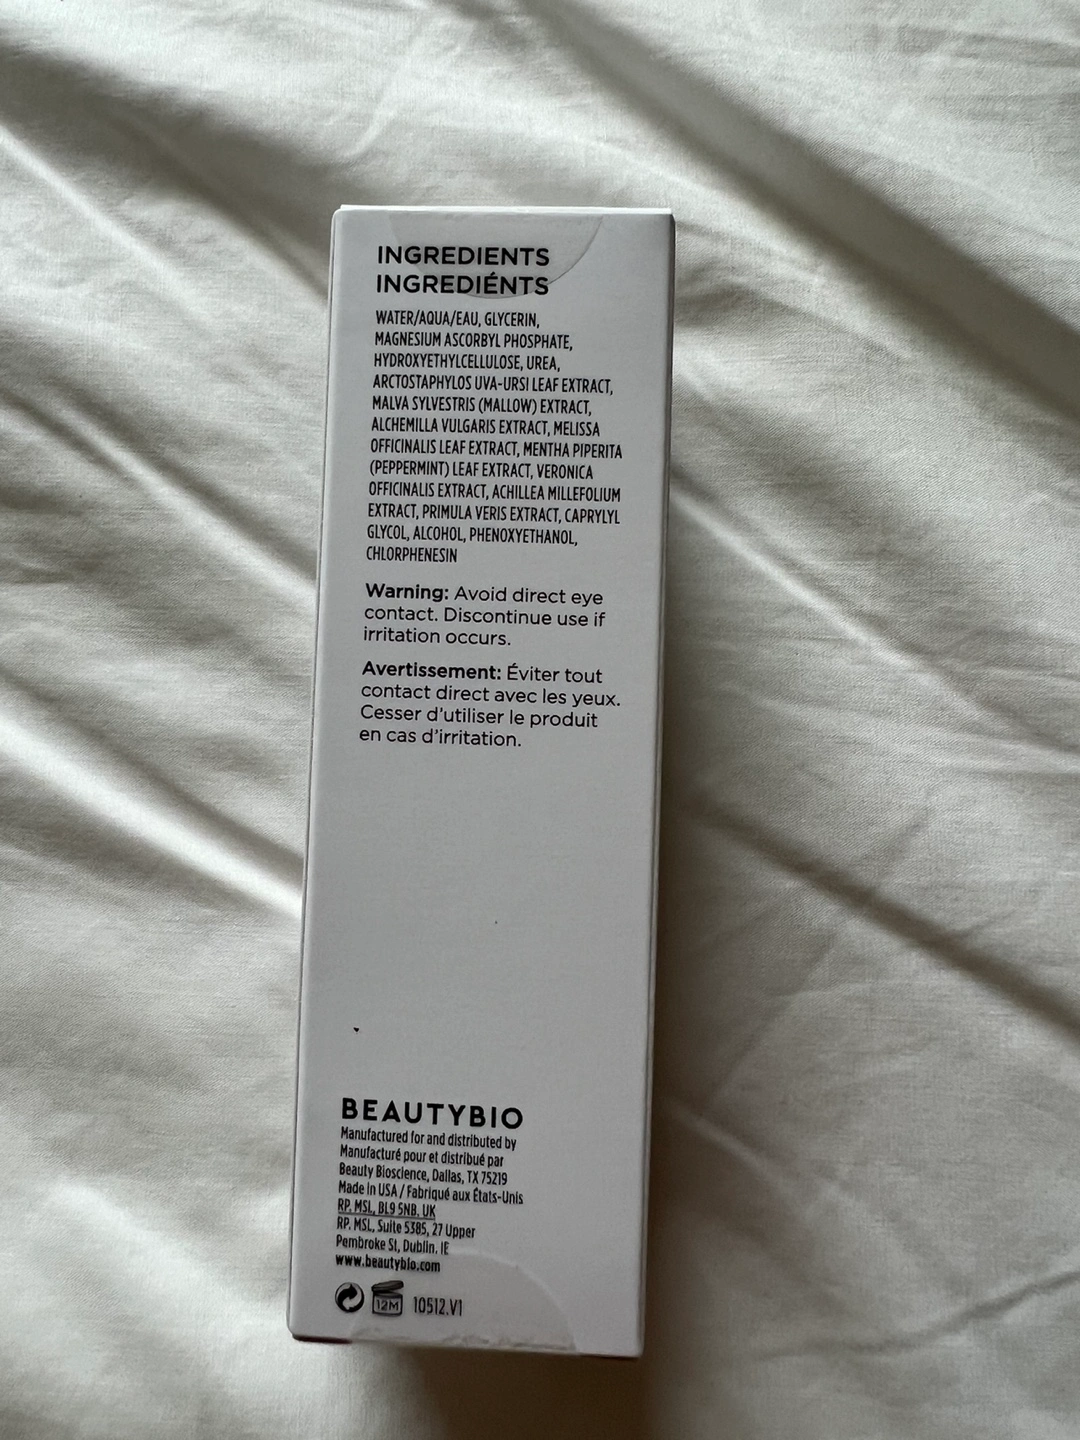 INGREDIENTS
INGREDIÉNTS
WATER/AQUA/EAU, GLYCERIN,
MAGNESIUM ASCORBYL PHOSPHATE,
HYDROXYETHYLCELLULOSE, UREA,
ARCTOSTAPHYLOS UVA-URSI LEAF EXTRACT,
MALVA SYLVESTRIS (MALLOW) EXTRACT,
ALCHEMILLA VULGARIS EXTRACT, MELISSA
OFFICINALIS LEAF EXTRACT, MENTHA PIPERITA
(PEPPERMINT) LEAF EXTRACT, VERONICA
OFFICINALIS EXTRACT, ACHILLEA MILLEFOLIUM
EXTRACT, PRIMULA VERIS EXTRACT, CAPRYLYL
GLYCOL, ALCOHOL, PHENOXYETHANOL,
CHLORPHENESIN
Warning: Avoid direct eye
contact. Discontinue use if
irritation occurs.
Avertissement: Éviter tout
contact direct avec les yeux.
Cesser d'utiliser le produit
en cas d'irritation.
BEAUTYBIO
Manufactured for and distributed by
Manufacturé pour et distribué par
Beauty Bioscience, Dallas, TX 75219
Made in USA / Fabriqué aux États-Unis
RP. MSL, BL9 5NB. UK
RP. MSL, Suite 5385, 27 Upper
Pembroke St, Dublin. IE
www.beautybio.com
12M 10512.V1